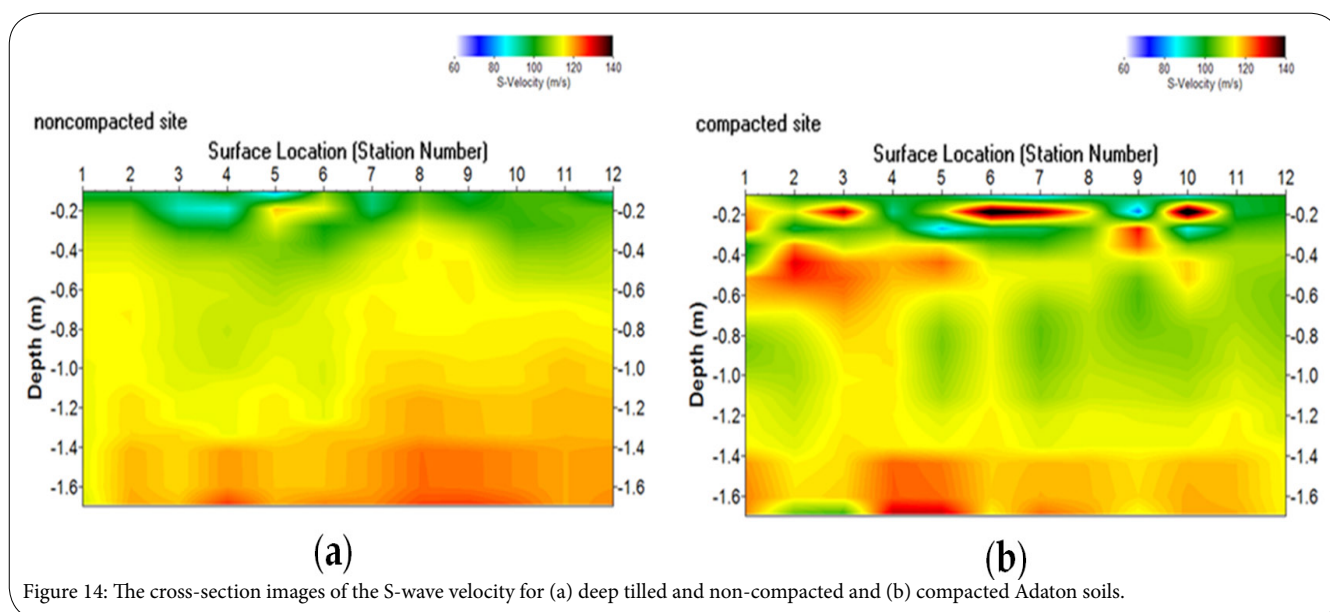 60 80 100 120 140
S-Velocity (m/s)
noncompacted site
Surface Location (Station Number)
1 2 3 4 5 6 7 8 9 10 11 12
Depth (m)
-0.2 -0.2
-0.4 -0.4
-0.6 -0.6
-0.8 -0.8
-1.0 -1.0
-1.2 -1.2
-1.4 -1.4
-1.6 -1.6
(a)
60 80 100 120 140
S-Velocity (m/s)
compacted site
Surface Location (Station Number)
1 2 3 4 5 6 7 8 9 10 11 12
Depth (m)
-0.2 -0.2
-0.4 -0.4
-0.6 -0.6
-0.8 -0.8
-1.0 -1.0
-1.2 -1.2
-1.4 -1.4
-1.6 -1.6
(b)
Figure 14: The cross-section images of the S-wave velocity for (a) deep tilled and non-compacted and (b) compacted Adaton soils.